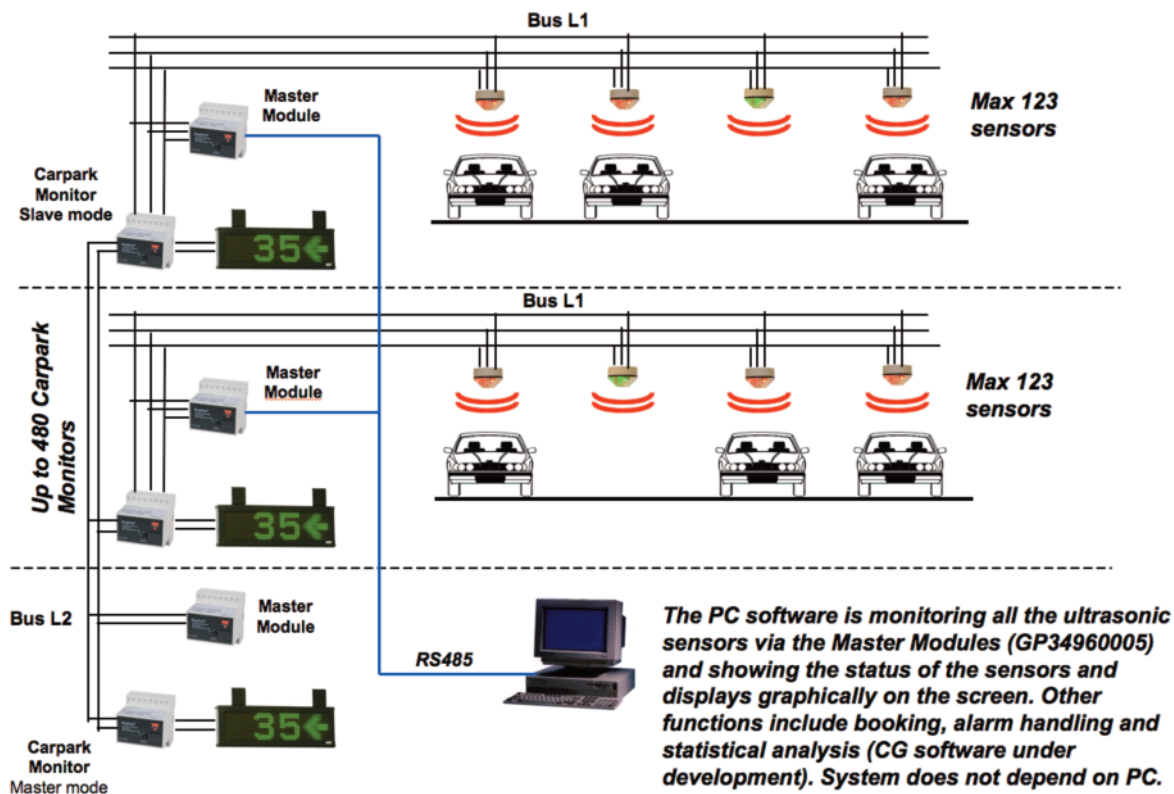 Bus L1
Master
Module
Max 123
sensors
Carpark
Monitor
Slave mode
35
Bus L1
Up to 480 Carpark
Monitors
Master
Module
Max 123
sensors
35
Bus L2
Master
Module
RS485
The PC software is monitoring all the ultrasonic
sensors via the Master Modules (GP34960005)
and showing the status of the sensors and
displays graphically on the screen. Other
functions include booking, alarm handling and
statistical analysis (CG software under
development). System does not depend on PC.
35
Carpark
Monitor
Master mode